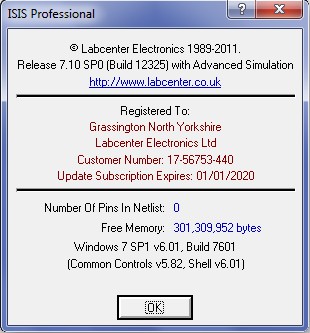 ISIS Professional
© Labcenter Electronics 1989-2011.
Release 7.10 SP0 (Build 12325) with Advanced Simulation
http://www.labcenter.co.uk
Registered To:
Grassington North Yorkshire
Labcenter Electronics Ltd
Customer Number: 17-56753-440
Update Subscription Expires: 01/01/2020
Number Of Pins In Netlist: 0
Free Memory: 301,309,952 bytes
Windows 7 SP1 v6.01, Build 7601
(Common Controls v5.82, Shell v6.01)
OK